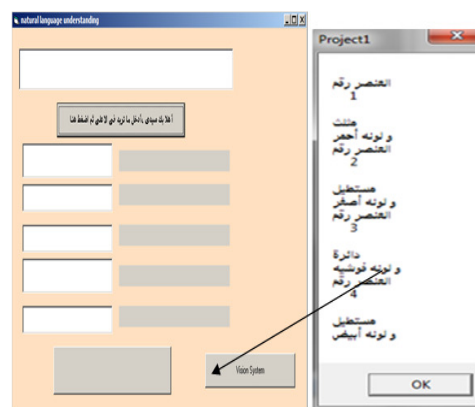 natural language understanding
أهلا بك سيدي ,أدخل ما تريد في الاعلى ثم اضغط هنا
Vision System
Project1
العنصر رقم
1
مثلث
و لونه أحمر
العنصر رقم
2
مستطيل
و لونه أصفر
العنصر رقم
3
دائرة
و لونه فوشيه
العنصر رقم
4
مستطيل
و لونه أبيض
OK